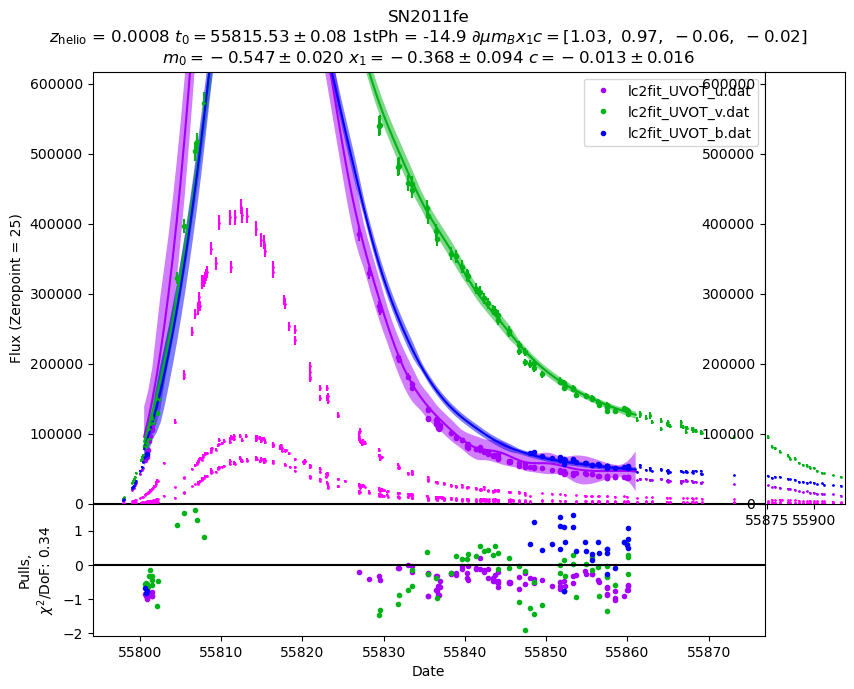 SN2011fe
z_helio = 0.0008 t_0 = 55815.53 ± 0.08 1stPh = -14.9 ∂μm_Bx_1c = [1.03, 0.97, −0.06, −0.02]
m_0 = −0.547 ± 0.020 x_1 = −0.368 ± 0.094 c = −0.013 ± 0.016
600000
500000
400000
300000
200000
100000
0
Flux (Zeropoint = 25)
lc2fit_UVOT_u.dat
lc2fit_UVOT_v.dat
lc2fit_UVOT_b.dat
600000
500000
400000
300000
200000
100000
0
55875 55900
1
0
−1
−2
Pulls,
χ²/DoF: 0.34
55800 55810 55820 55830 55840 55850 55860 55870
Date